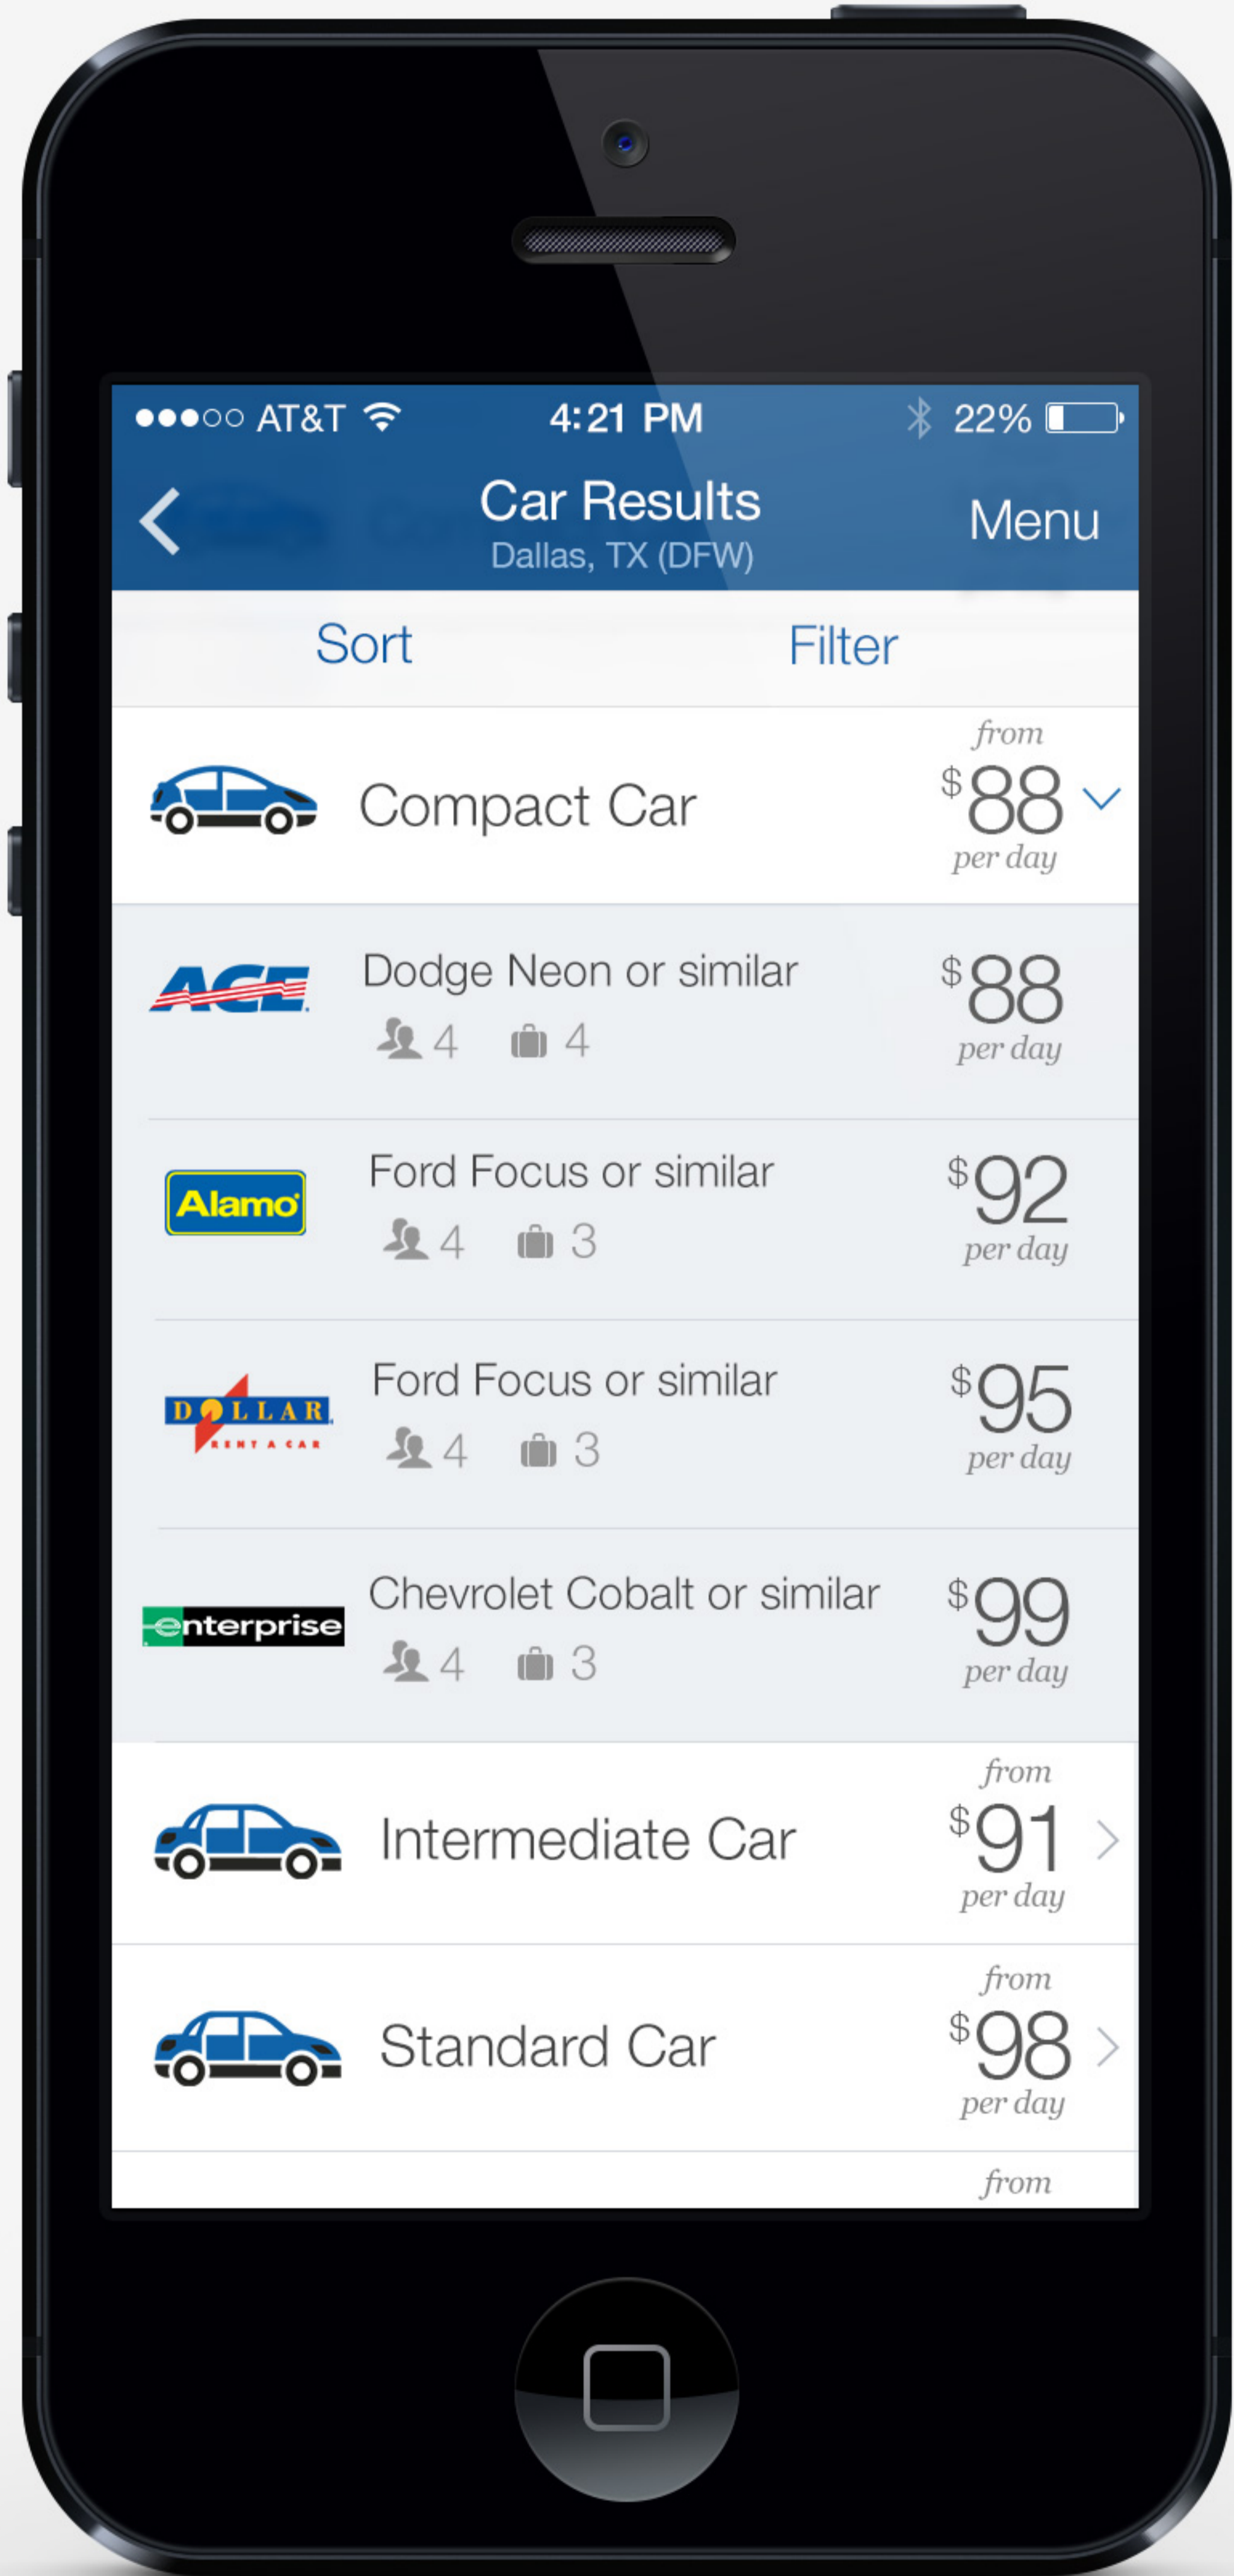 AT&T 4:21 PM 22%
Car Results Menu
Dallas, TX (DFW)
Sort Filter
from
Compact Car $88
per day
ACE Dodge Neon or similar $88
4 4 per day
Alamo Ford Focus or similar $92
4 3 per day
DOLLAR Ford Focus or similar $95
RENT A CAR 4 3 per day
enterprise Chevrolet Cobalt or similar $99
4 3 per day
from
Intermediate Car $91
per day
from
Standard Car $98
per day
from